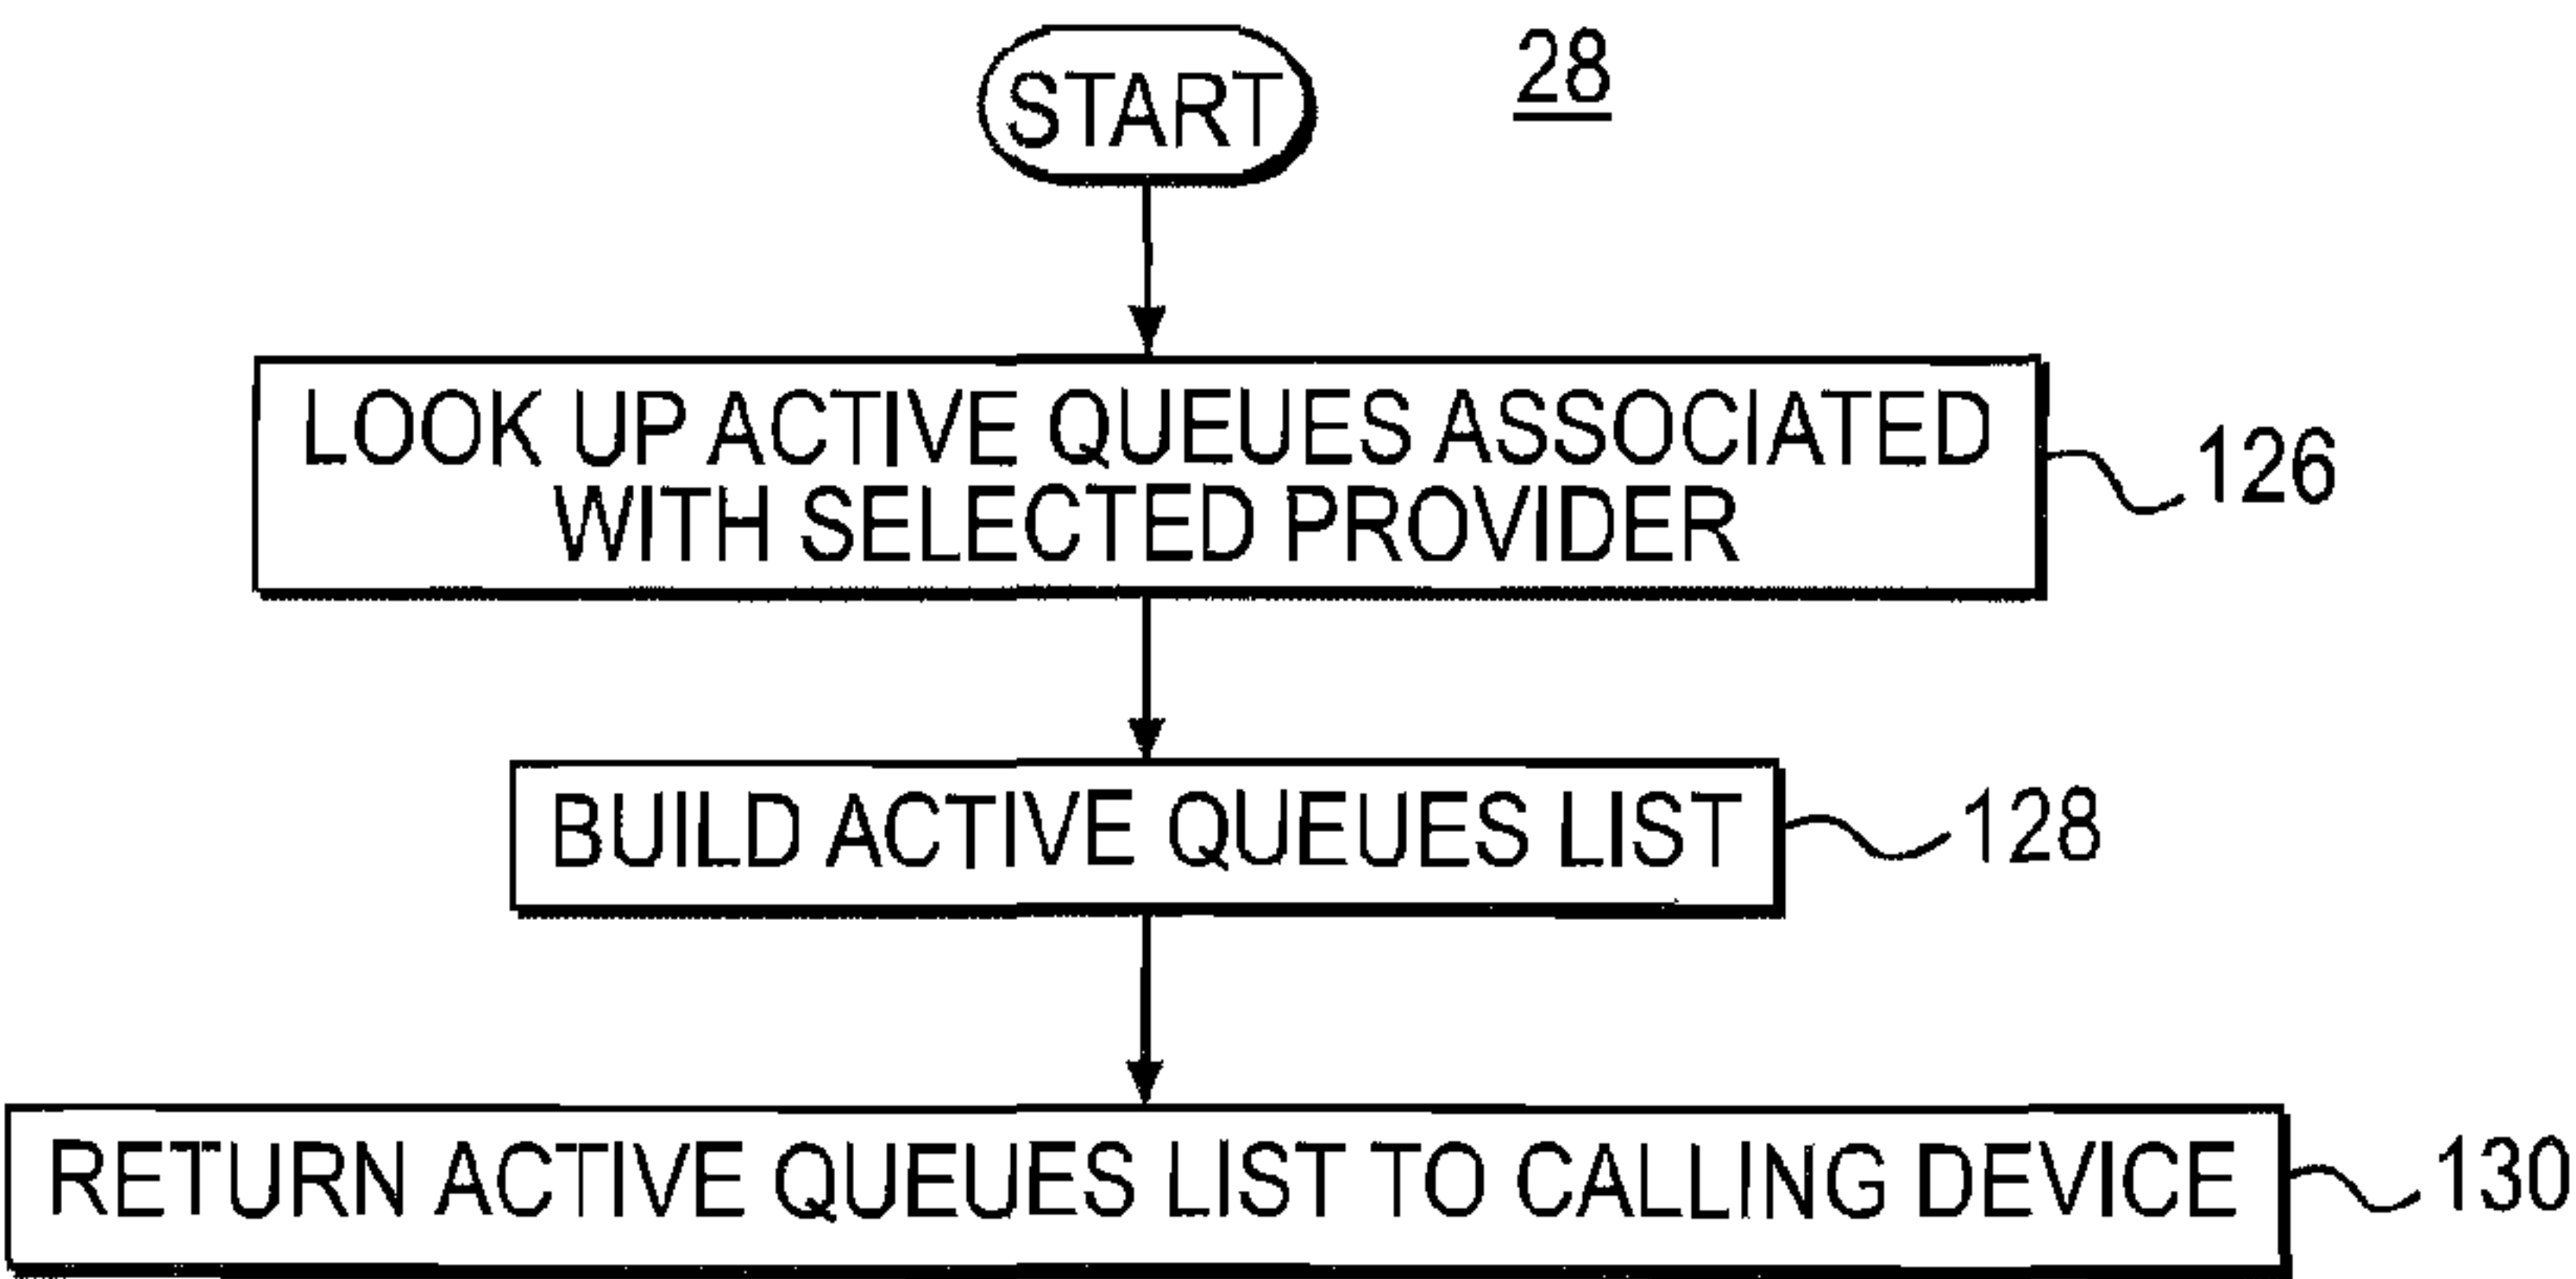 START
28
LOOK UP ACTIVE QUEUES ASSOCIATED
WITH SELECTED PROVIDER
126
BUILD ACTIVE QUEUES LIST
128
RETURN ACTIVE QUEUES LIST TO CALLING DEVICE
130